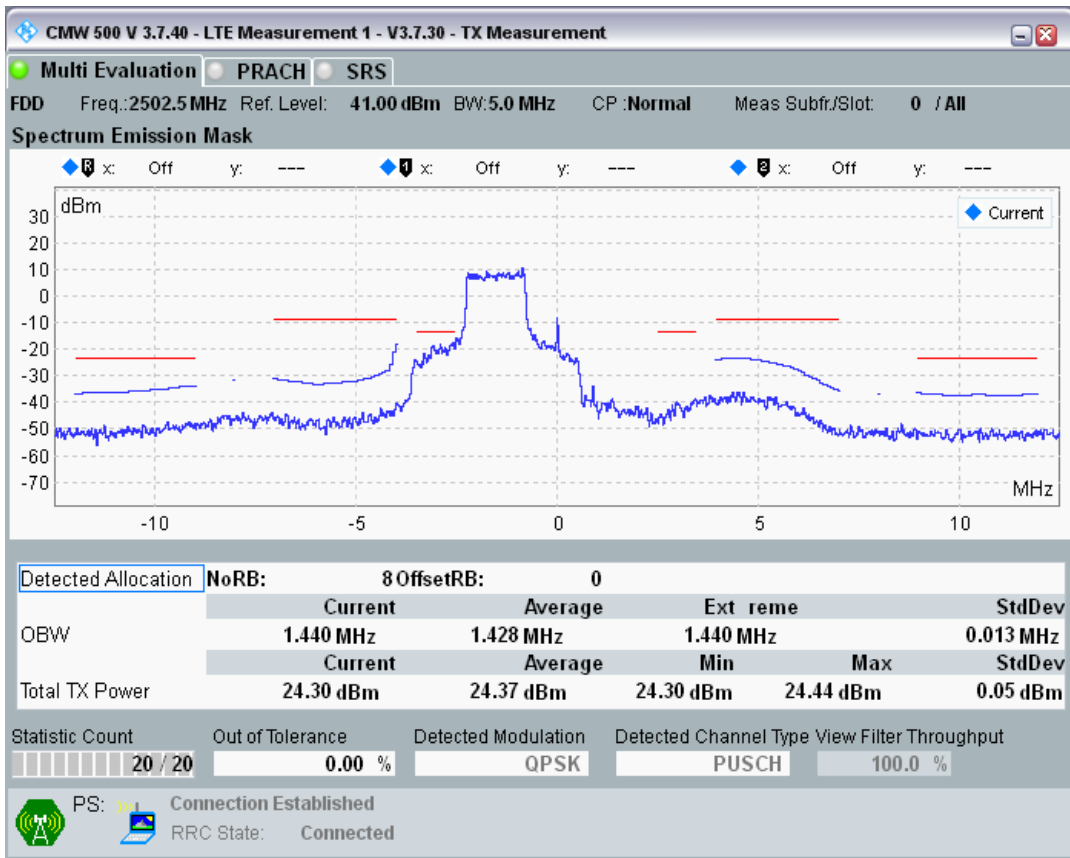 CMW 500 V 3.7.40 - LTE Measurement 1 - V3.7.30 - TX Measurement
Multi Evaluation PRACH SRS
FDD Freq.:2502.5 MHz Ref. Level: 41.00 dBm BW:5.0 MHz CP :Normal Meas Subfr./Slot: 0 / All
Spectrum Emission Mask
R x: Off y: --- 1 x: Off y: --- 2 x: Off y: ---
dBm
Current
30
20
10
0
-10
-20
-30
-40
-50
-60
-70
MHz
-10 -5 0 5 10
Detected Allocation NoRB: 8 OffsetRB: 0
Current Average Ext reme StdDev
OBW 1.440 MHz 1.428 MHz 1.440 MHz 0.013 MHz
Current Average Min Max StdDev
Total TX Power 24.30 dBm 24.37 dBm 24.30 dBm 24.44 dBm 0.05 dBm
Statistic Count Out of Tolerance Detected Modulation Detected Channel Type View Filter Throughput
20 / 20 0.00 % QPSK PUSCH 100.0 %
PS: Connection Established
RRC State: Connected